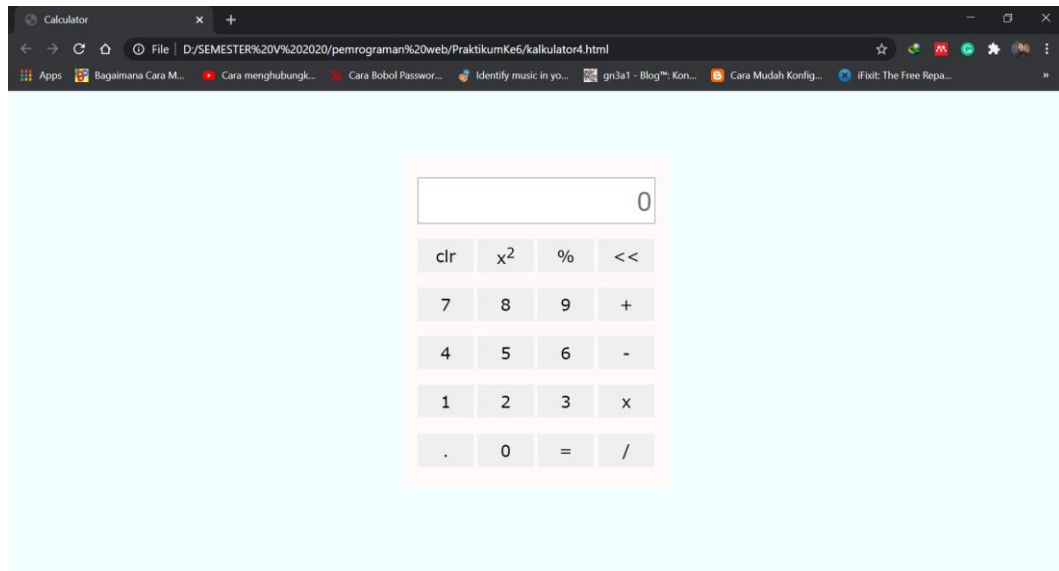 Calculator
File | D:/SEMESTER%20V%202020/pemrograman%20web/PraktikumKe6/kalkulator4.html
Apps Bagaimana Cara M... Cara menghubungk... Cara Bobol Passwor... Identify music in yo... gn3a1 - Blog™: Kon... Cara Mudah Konfig... iFixit: The Free Repa... »
0
clr x² % <<
7 8 9 +
4 5 6 -
1 2 3 x
. 0 = /